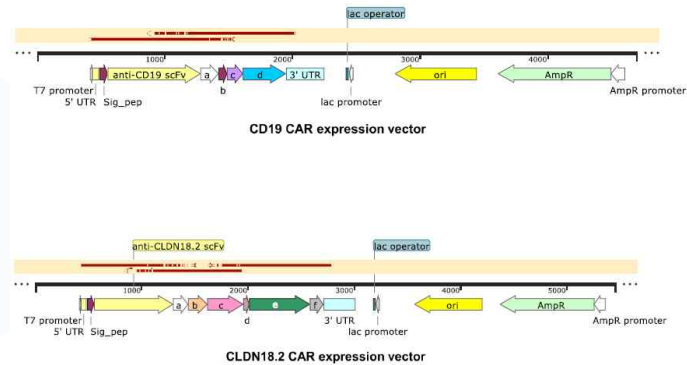 lac operator
1000 2000 3000 4000
anti-CD19 scFv a c d 3' UTR ori AmpR
T7 promoter b lac promoter AmpR promoter
5' UTR Sig_pep
CD19 CAR expression vector
anti-CLDN18.2 scFv lac operator
1000 2000 3000 4000 5000
a b c e f ori AmpR
T7 promoter d 3' UTR AmpR promoter
5' UTR Sig_pep lac promoter
CLDN18.2 CAR expression vector